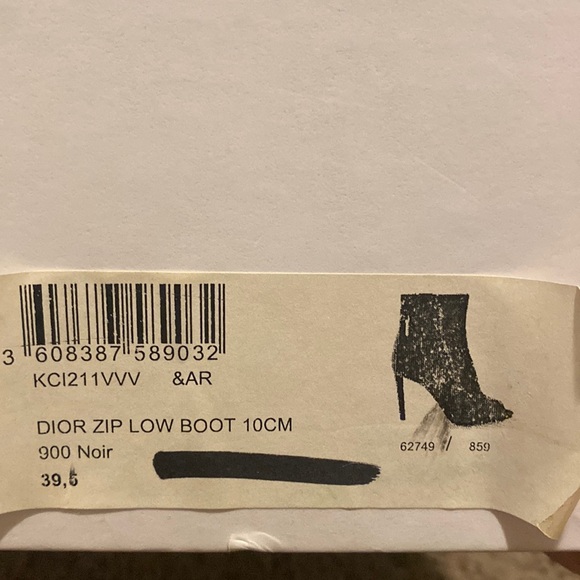 3 608387 589032
KCI211VVV &AR
DIOR ZIP LOW BOOT 10CM
900 Noir
39,5
62749 / 859